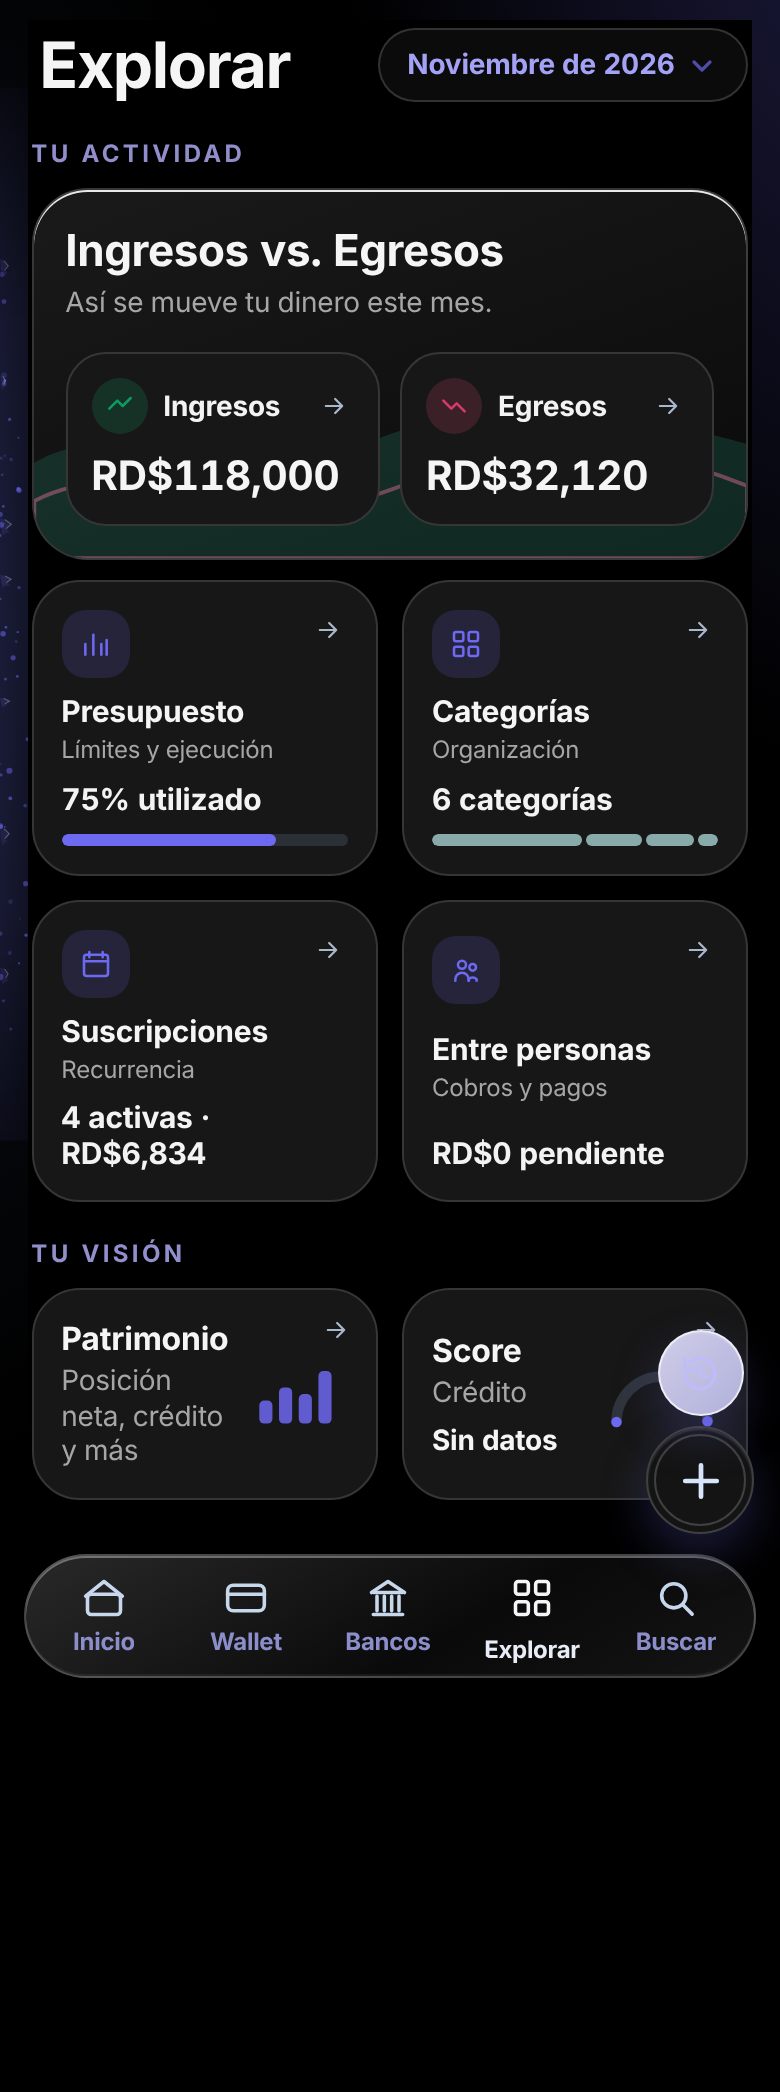 Explorar
Noviembre de 2026
TU ACTIVIDAD
Ingresos vs. Egresos
Así se mueve tu dinero este mes.
Ingresos
RD$118,000
Egresos
RD$32,120
Presupuesto
Límites y ejecución
75% utilizado
Categorías
Organización
6 categorías
Suscripciones
Recurrencia
4 activas ·
RD$6,834
Entre personas
Cobros y pagos
RD$0 pendiente
TU VISIÓN
Patrimonio
Posición
neta, crédito
y más
Score
Crédito
Sin datos
Inicio
Wallet
Bancos
Explorar
Buscar